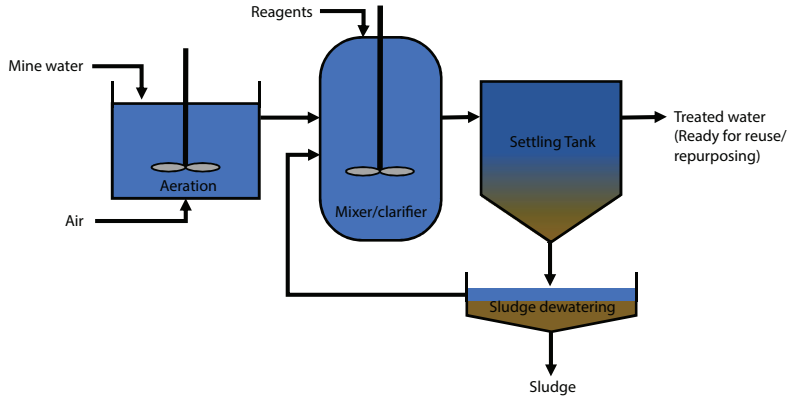 Reagents
Mine water
Treated water
(Ready for reuse/
repurposing)
Settling Tank
Aeration
Mixer/clarifier
Air
Sludge dewatering
Sludge